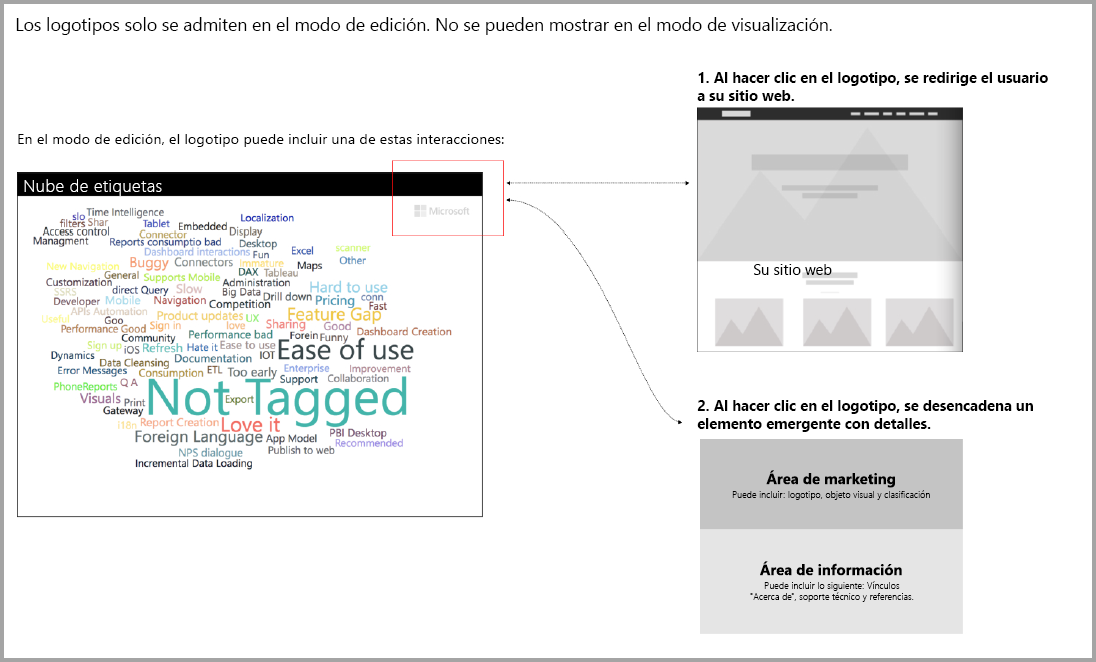 Los logotipos solo se admiten en el modo de edición. No se pueden mostrar en el modo de visualización.
En el modo de edición, el logotipo puede incluir una de estas interacciones:
Nube de etiquetas
Microsoft
Time Intelligence
slo
filters Shar
Tablet
Localization
Embedded
Access control
Connector
Display
Managment
Reports consumptio bad
Desktop
Dashboard interactions
Fun
Excel
scanner
New Navigation
Buggy
Connectors
Immature
Maps
Other
General
Supports Mobile
DAX
Tableau
Customization
Administration
SSRS
direct Query
Slow
Big Data
Hard to use
Developer
Mobile
Navigation
Competition
Drill down
Pricing
conn
Fast
APIs Automation
Product updates
UX
Feature Gap
Useful
Goo
Performance Good
Sign in
love
Sharing
Good
Dashboard Creation
Community
Performance bad
Forein
Funny
Sign up
iOS
Refresh
Hate it
Ease to use
Ease of use
Dynamics
Data Cleansing
Documentation
IOT
Error Messages
Consumption
ETL
Too early
Enterprise
Improvement
PhoneReports
Q A
Support
Collaboration
Visuals
Print
Not Tagged
Export
Gateway
i18n
Report Creation
Love it
Foreign Language
App Model
PBI Desktop
Recommended
NPS dialogue
Publish to web
Incremental Data Loading
1. Al hacer clic en el logotipo, se redirige el usuario
a su sitio web.
Su sitio web
2. Al hacer clic en el logotipo, se desencadena un
elemento emergente con detalles.
Área de marketing
Puede incluir: logotipo, objeto visual y clasificación
Área de información
Puede incluir lo siguiente: Vínculos
"Acerca de", soporte técnico y referencias.